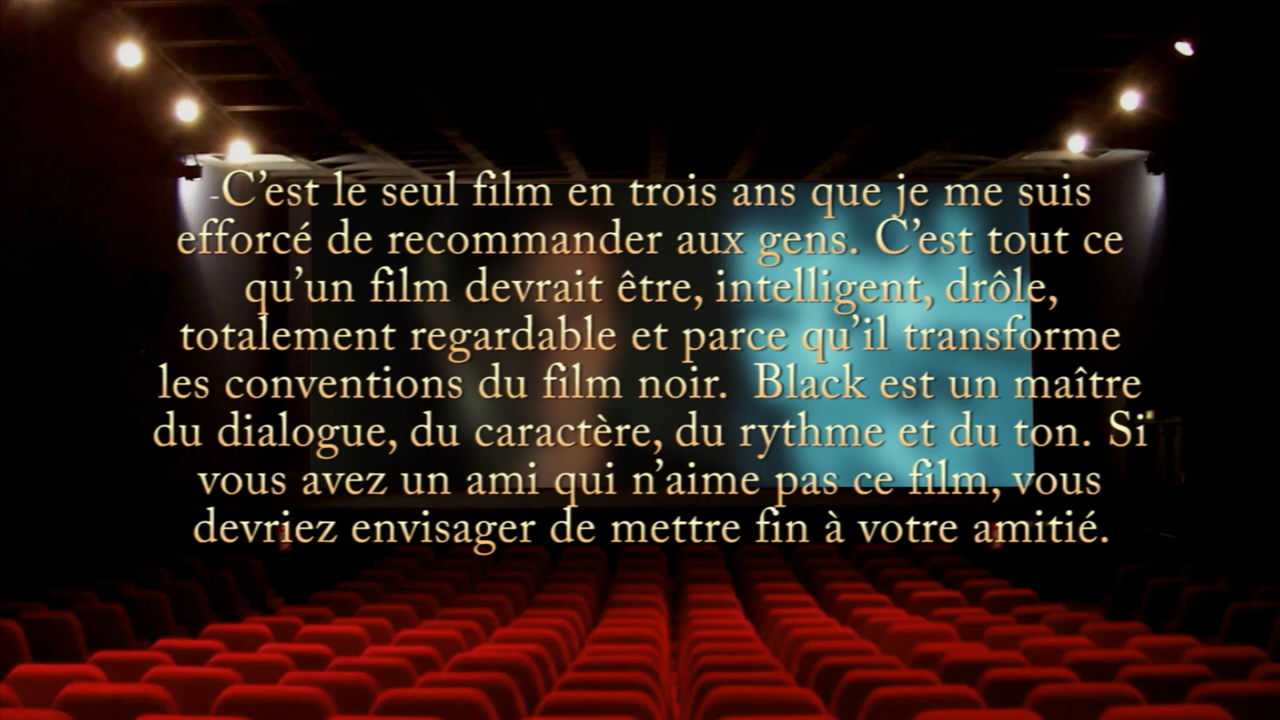 -C’est le seul film en trois ans que je me suis
efforcé de recommander aux gens. C’est tout ce
qu’un film devrait être, intelligent, drôle,
totalement regardable et parce qu’il transforme
les conventions du film noir.  Black est un maître
du dialogue, du caractère, du rythme et du ton. Si
vous avez un ami qui n’aime pas ce film, vous
devriez envisager de mettre fin à votre amitié.